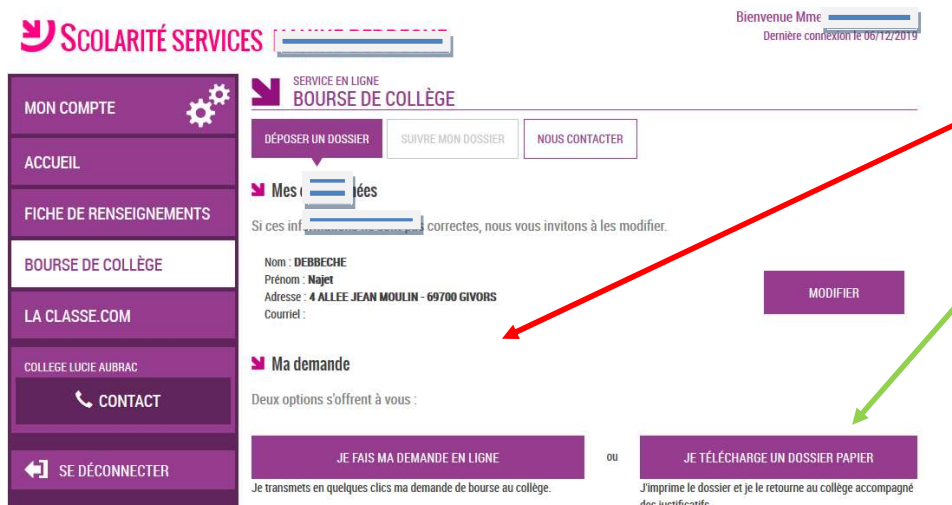 Bienvenue Mme
SCOLARITÉ SERVICES
Dernière connexion le 06/12/2019
MON COMPTE
ACCUEIL
FICHE DE RENSEIGNEMENTS
BOURSE DE COLLÈGE
LA CLASSE.COM
COLLEGE LUCIE AUBRAC
CONTACT
SE DÉCONNECTER
SERVICE EN LIGNE
BOURSE DE COLLÈGE
DÉPOSER UN DOSSIER
SUIVRE MON DOSSIER
NOUS CONTACTER
Mes
Si ces correctes, nous vous invitons à les modifier.
Nom : DEBBECHE
Prénom : Najet
Adresse : 4 ALLEE JEAN MOULIN - 69700 GIVORS
Courriel :
MODIFIER
Ma demande
Deux options s'offrent à vous :
JE FAIS MA DEMANDE EN LIGNE
ou
JE TÉLÉCHARGE UN DOSSIER PAPIER
Je transmets en quelques clics ma demande de bourse au collège.
J'imprime le dossier et je le retourne au collège accompagné
des justificatifs